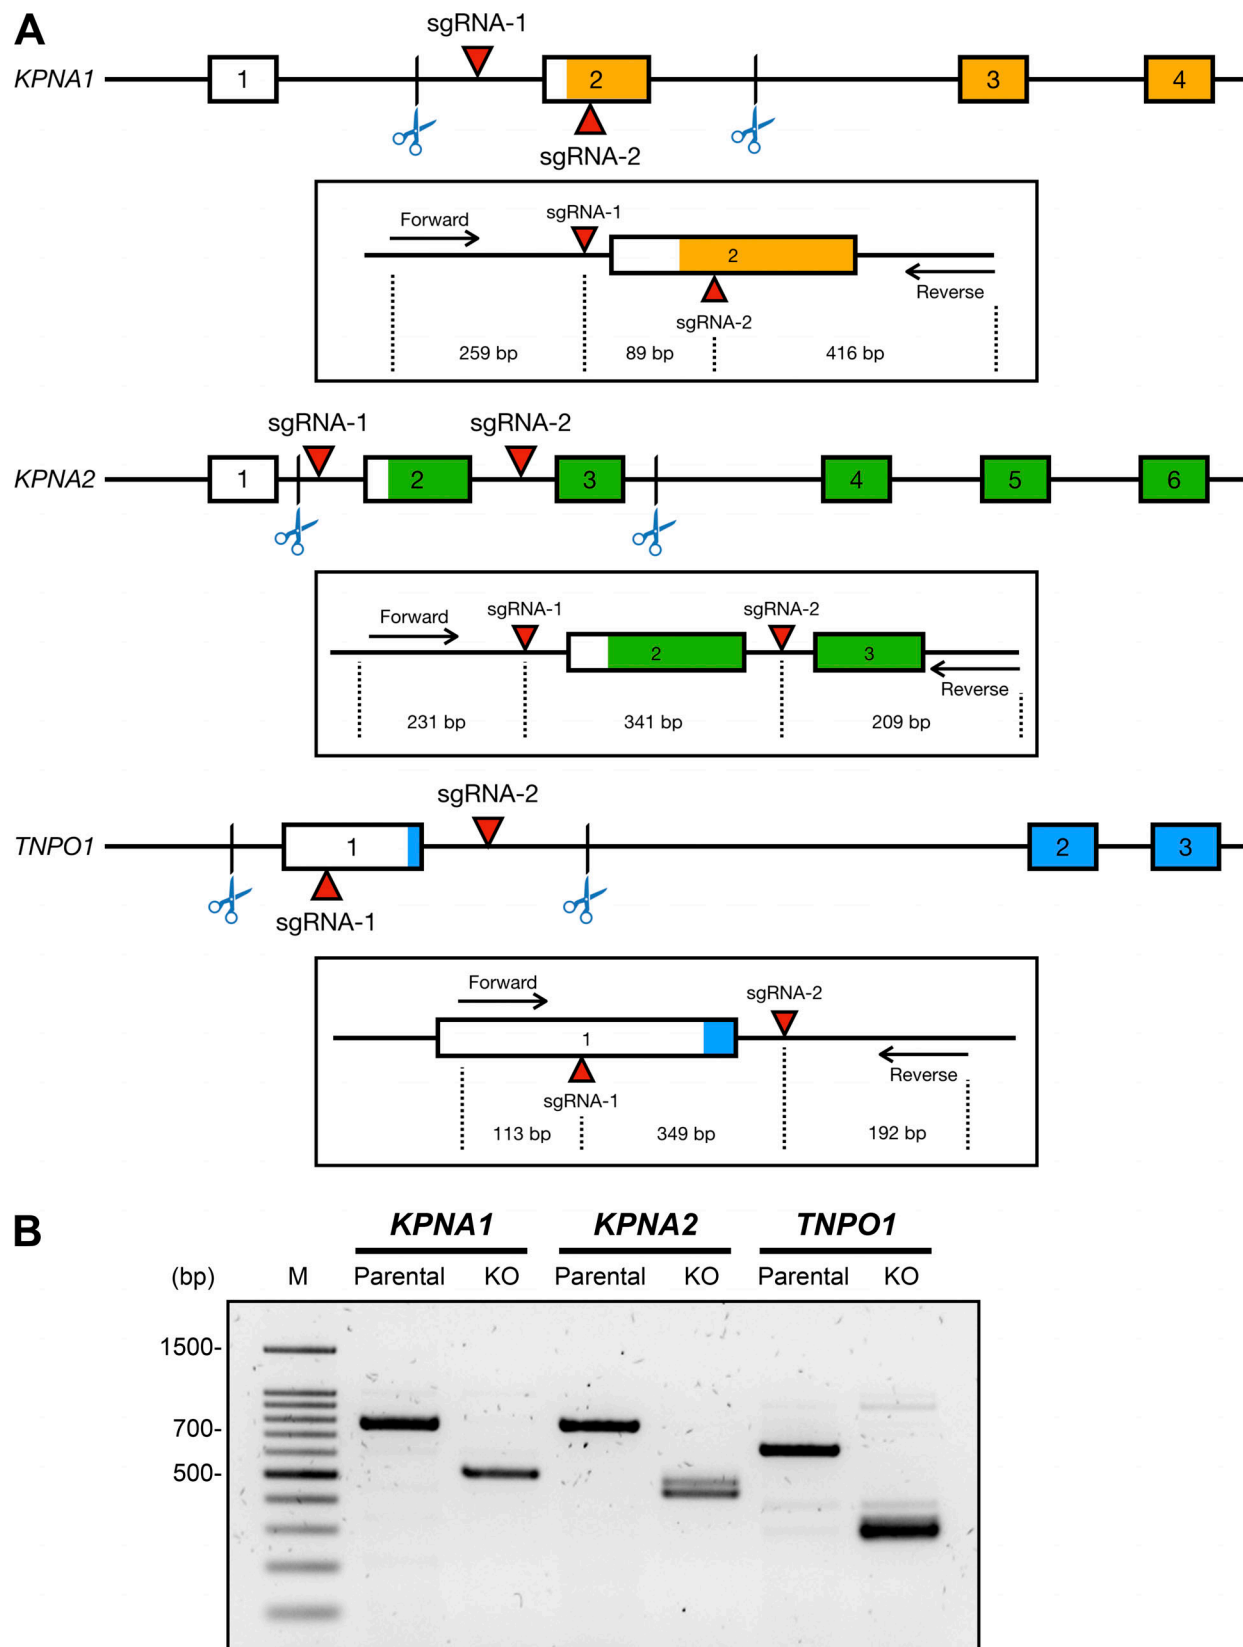 A
sgRNA-1
KPNA1
1
2
3
4
sgRNA-2
Forward
sgRNA-1
2
Reverse
sgRNA-2
259 bp
89 bp
416 bp
sgRNA-1
sgRNA-2
KPNA2
1
2
3
4
5
6
Forward
sgRNA-1
sgRNA-2
2
3
Reverse
231 bp
341 bp
209 bp
sgRNA-2
TNPO1
1
2
3
sgRNA-1
Forward
sgRNA-2
1
Reverse
sgRNA-1
113 bp
349 bp
192 bp
B
KPNA1 KPNA2 TNPO1
(bp) M Parental KO Parental KO Parental KO
1500-
700-
500-